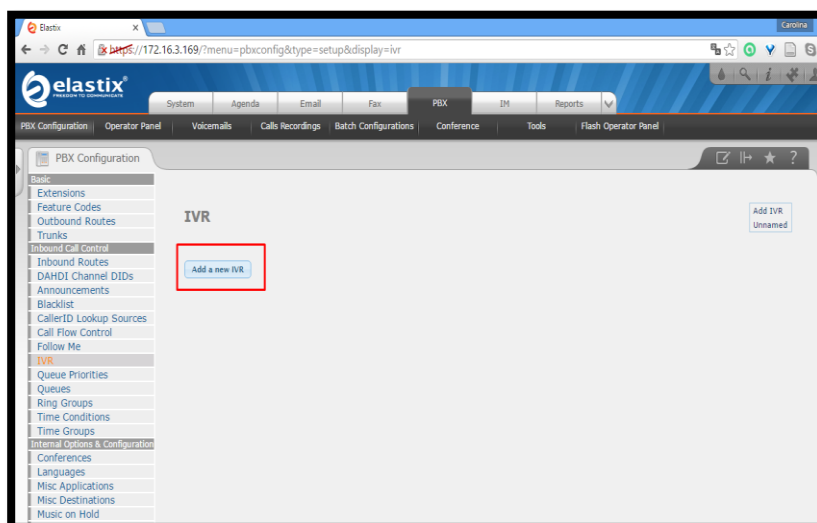 Elastix
Carolina
https://172.16.3.169/?menu=pbxconfig&type=setup&display=ivr
elastix®
FREEDOM TO COMMUNICATE
System Agenda Email Fax PBX IM Reports
PBX Configuration Operator Panel Voicemails Calls Recordings Batch Configurations Conference Tools Flash Operator Panel
PBX Configuration
Basic
Extensions
Feature Codes
Outbound Routes
Trunks
Inbound Call Control
Inbound Routes
DAHDI Channel DIDs
Announcements
Blacklist
CallerID Lookup Sources
Call Flow Control
Follow Me
IVR
Queue Priorities
Queues
Ring Groups
Time Conditions
Time Groups
Internal Options & Configuration
Conferences
Languages
Misc Applications
Misc Destinations
Music on Hold
IVR
Add a new IVR
Add IVR
Unnamed